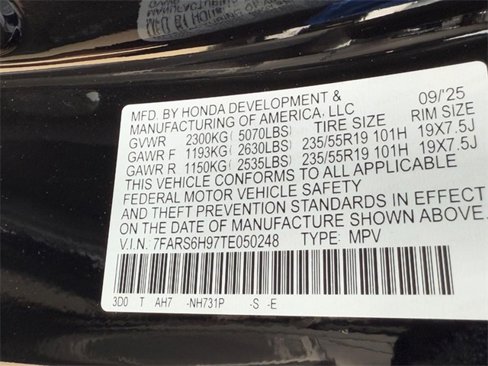 MFD. BY HONDA DEVELOPMENT & 09/'25
MANUFACTURING OF AMERICA, LLC
GVWR 2300KG(5070LBS) TIRE SIZE RIM SIZE
GAWR F 1193KG(2630LBS) 235/55R19 101H 19X7.5J
GAWR R 1150KG(2535LBS) 235/55R19 101H 19X7.5J
THIS VEHICLE CONFORMS TO ALL APPLICABLE
FEDERAL MOTOR VEHICLE SAFETY
AND THEFT PREVENTION STANDARDS IN EFFECT
ON THE DATE OF MANUFACTURE SHOWN ABOVE.
V.I.N.: 7FARS6H97TE050248 TYPE: MPV
3D0 T AH7 -NH731P -S -E